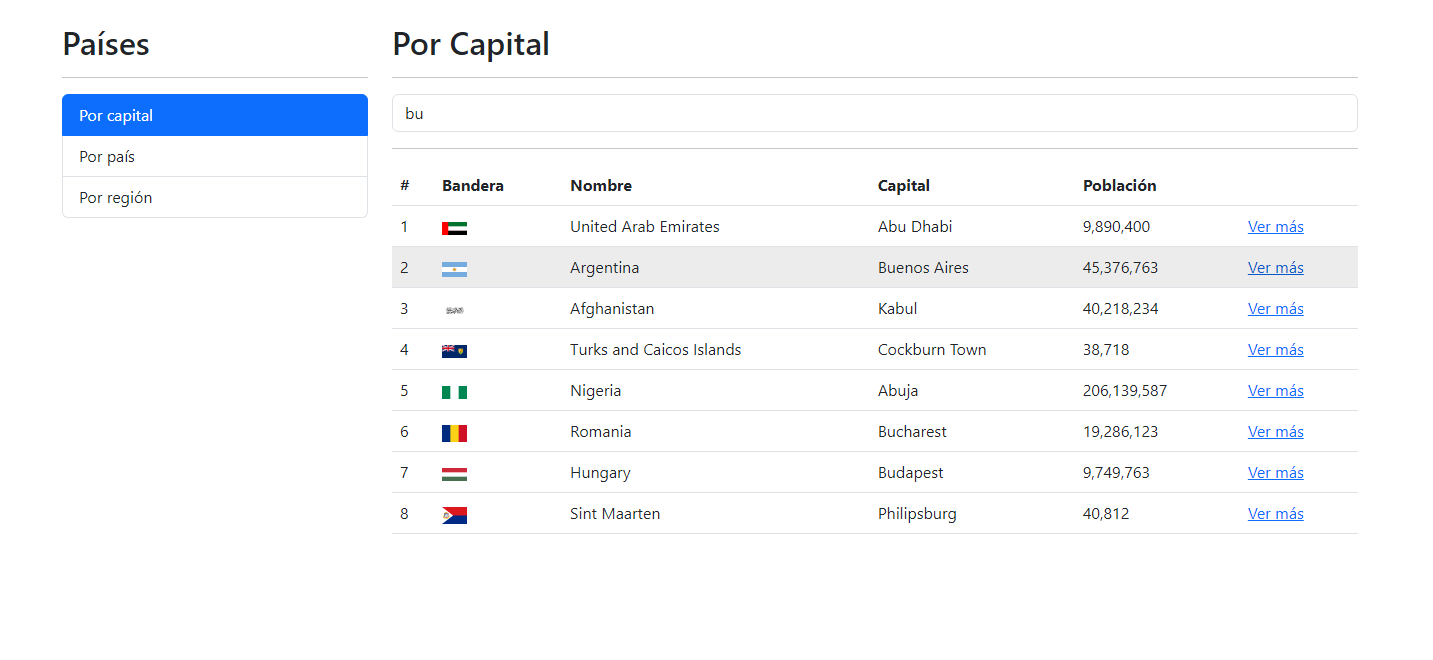 Países
Por capital
Por país
Por región
Por Capital
bu
# Bandera Nombre Capital Población
1 United Arab Emirates Abu Dhabi 9,890,400 Ver más
2 Argentina Buenos Aires 45,376,763 Ver más
3 Afghanistan Kabul 40,218,234 Ver más
4 Turks and Caicos Islands Cockburn Town 38,718 Ver más
5 Nigeria Abuja 206,139,587 Ver más
6 Romania Bucharest 19,286,123 Ver más
7 Hungary Budapest 9,749,763 Ver más
8 Sint Maarten Philipsburg 40,812 Ver más